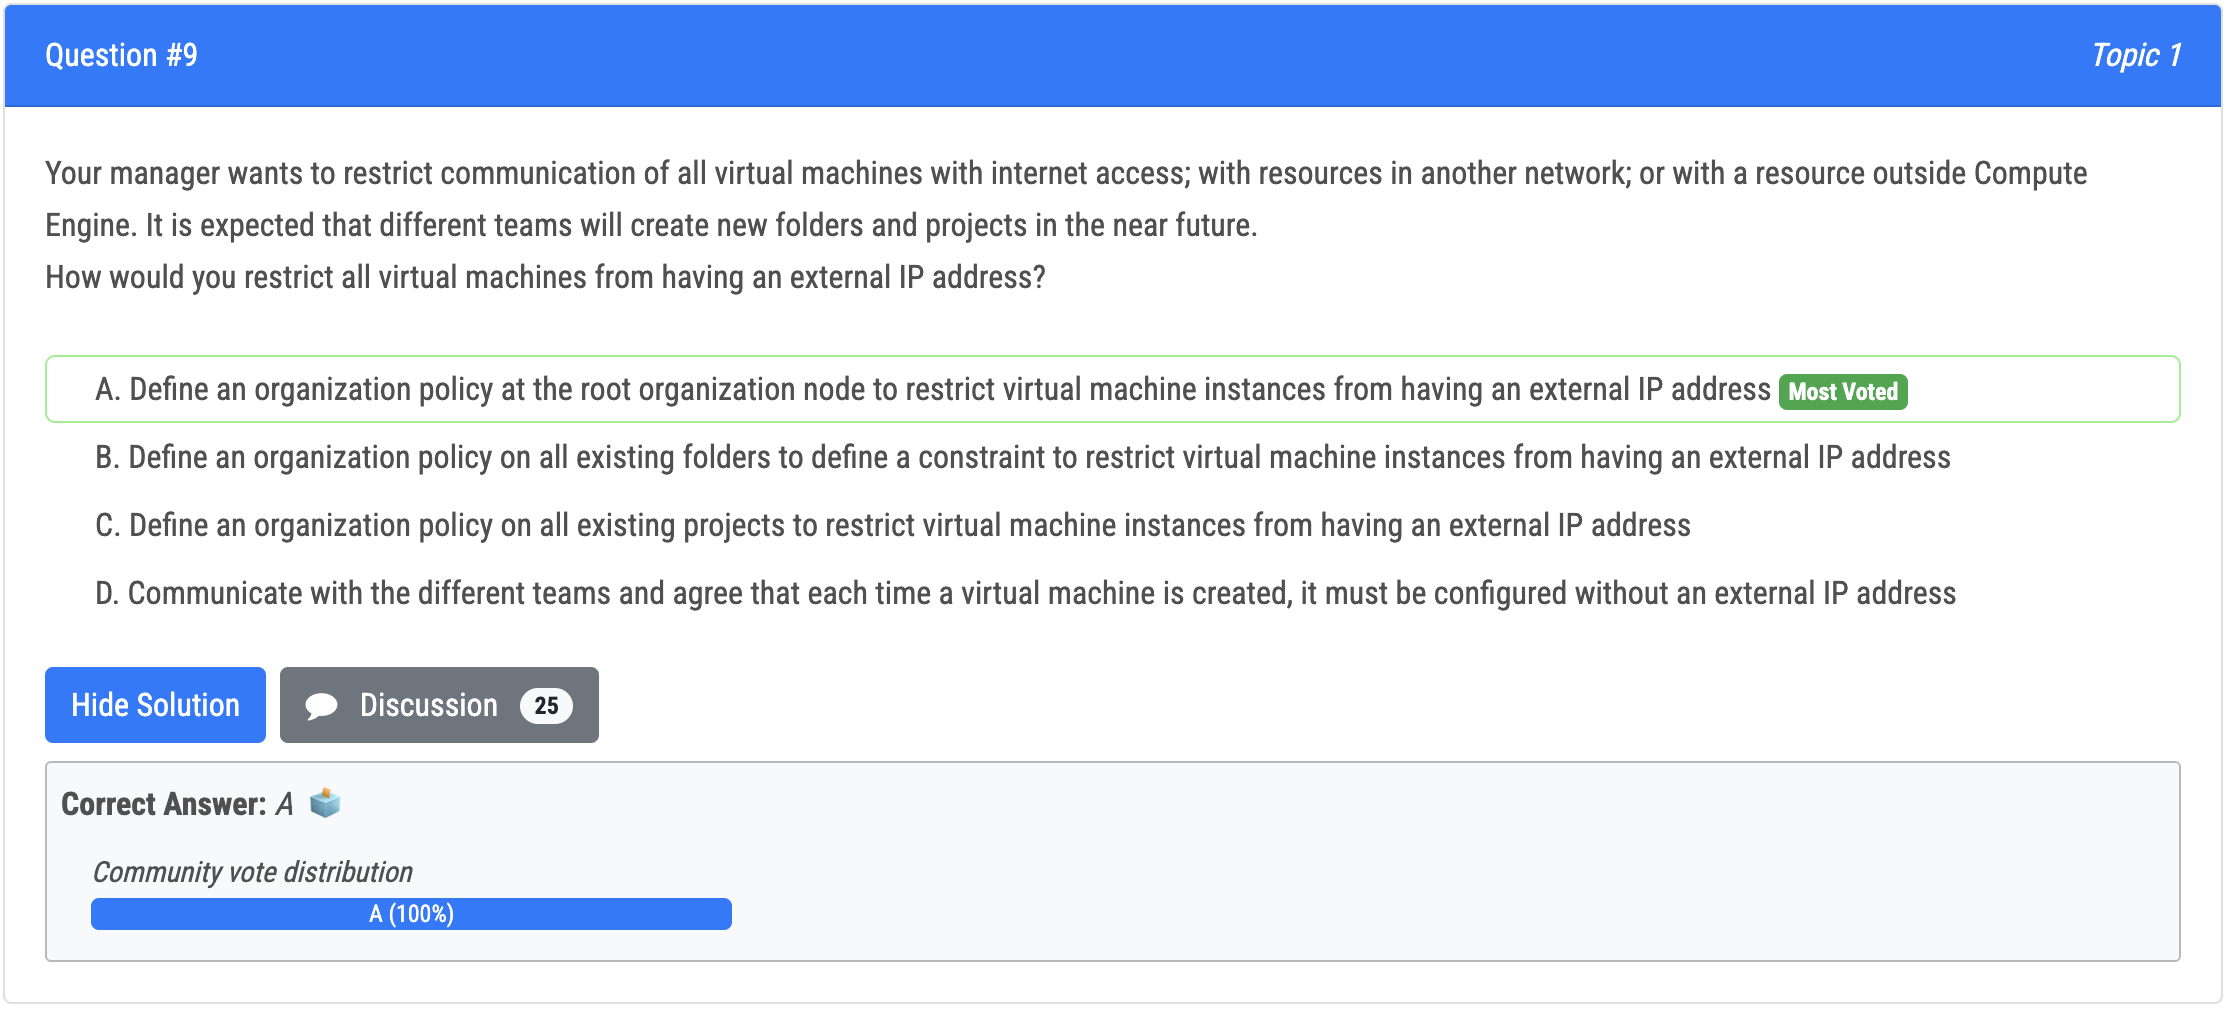 Question #9
Topic 1
Your manager wants to restrict communication of all virtual machines with internet access; with resources in another network; or with a resource outside Compute
Engine. It is expected that different teams will create new folders and projects in the near future.
How would you restrict all virtual machines from having an external IP address?
A. Define an organization policy at the root organization node to restrict virtual machine instances from having an external IP address Most Voted
B. Define an organization policy on all existing folders to define a constraint to restrict virtual machine instances from having an external IP address
C. Define an organization policy on all existing projects to restrict virtual machine instances from having an external IP address
D. Communicate with the different teams and agree that each time a virtual machine is created, it must be configured without an external IP address
Hide Solution
Discussion 25
Correct Answer: A
Community vote distribution
A (100%)